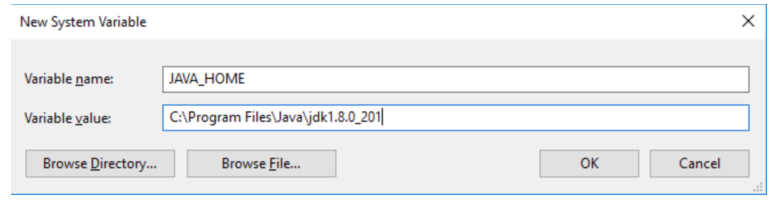 New System Variable
Variable name: JAVA_HOME
Variable value: C:\Program Files\Java\jdk1.8.0_201
Browse Directory... Browse File... OK Cancel